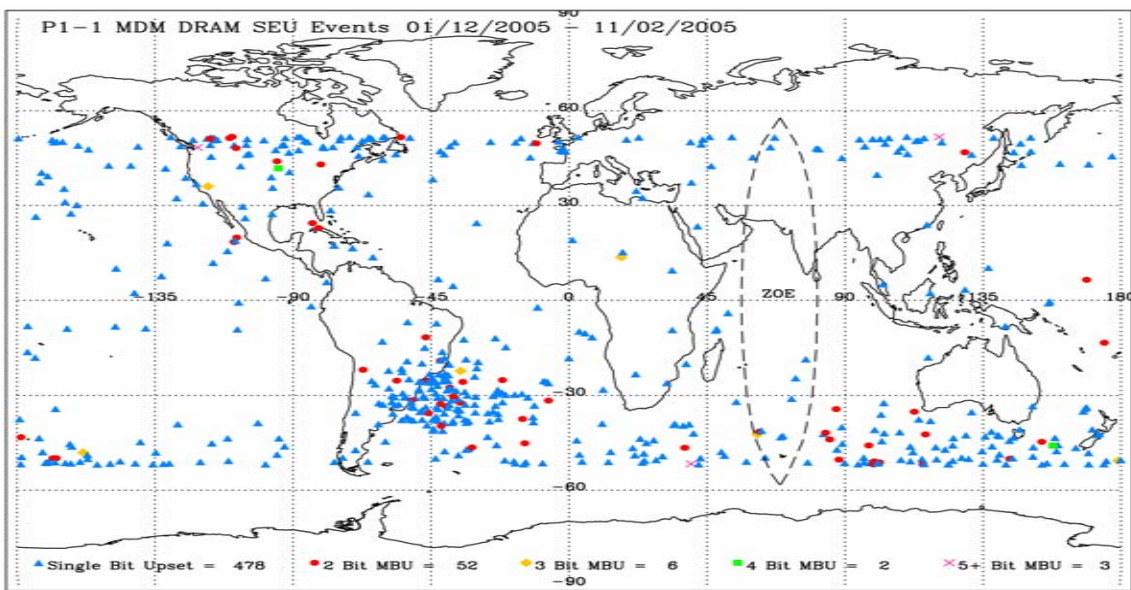 90
P1-1 MDM DRAM SEU Events 01/12/2005 - 11/02/2005
60
30
-135 -90 -45 0 45 ZOE 90 135 180
-30
-60
Single Bit Upset = 478 2 Bit MBU = 52 3 Bit MBU = 6 4 Bit MBU = 2 5+ Bit MBU = 3
-90